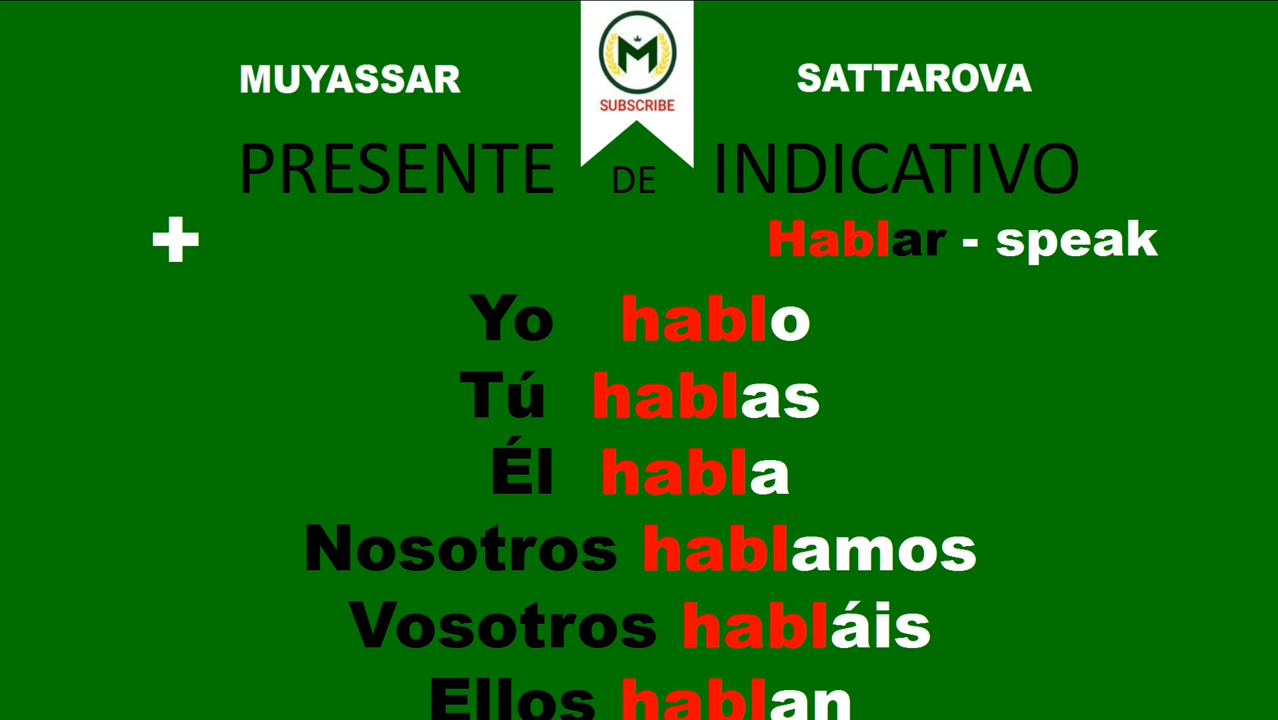 MUYASSAR SATTAROVA
M
SUBSCRIBE
PRESENTE DE INDICATIVO
+ Hablar - speak
Yo hablo
Tú hablas
Él habla
Nosotros hablamos
Vosotros habláis
Ellos hablan